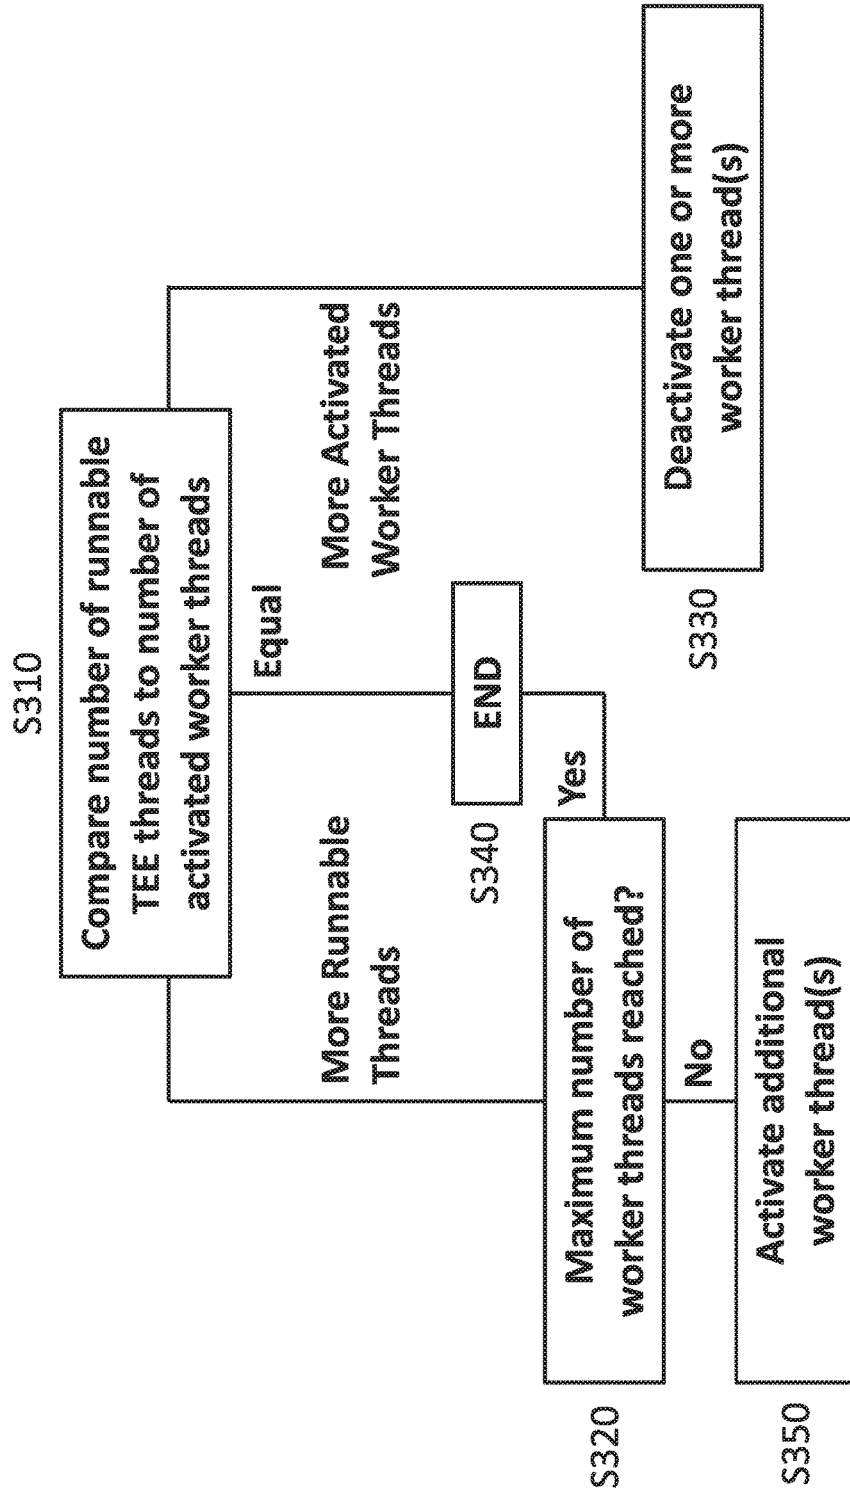 S310
Compare number of runnable
TEE threads to number of
activated worker threads
More Runnable
Threads
Equal
More Activated
Worker Threads
S340
END
Yes
S320
Maximum number of
worker threads reached?
No
S330
Deactivate one or more
worker thread(s)
S350
Activate additional
worker thread(s)